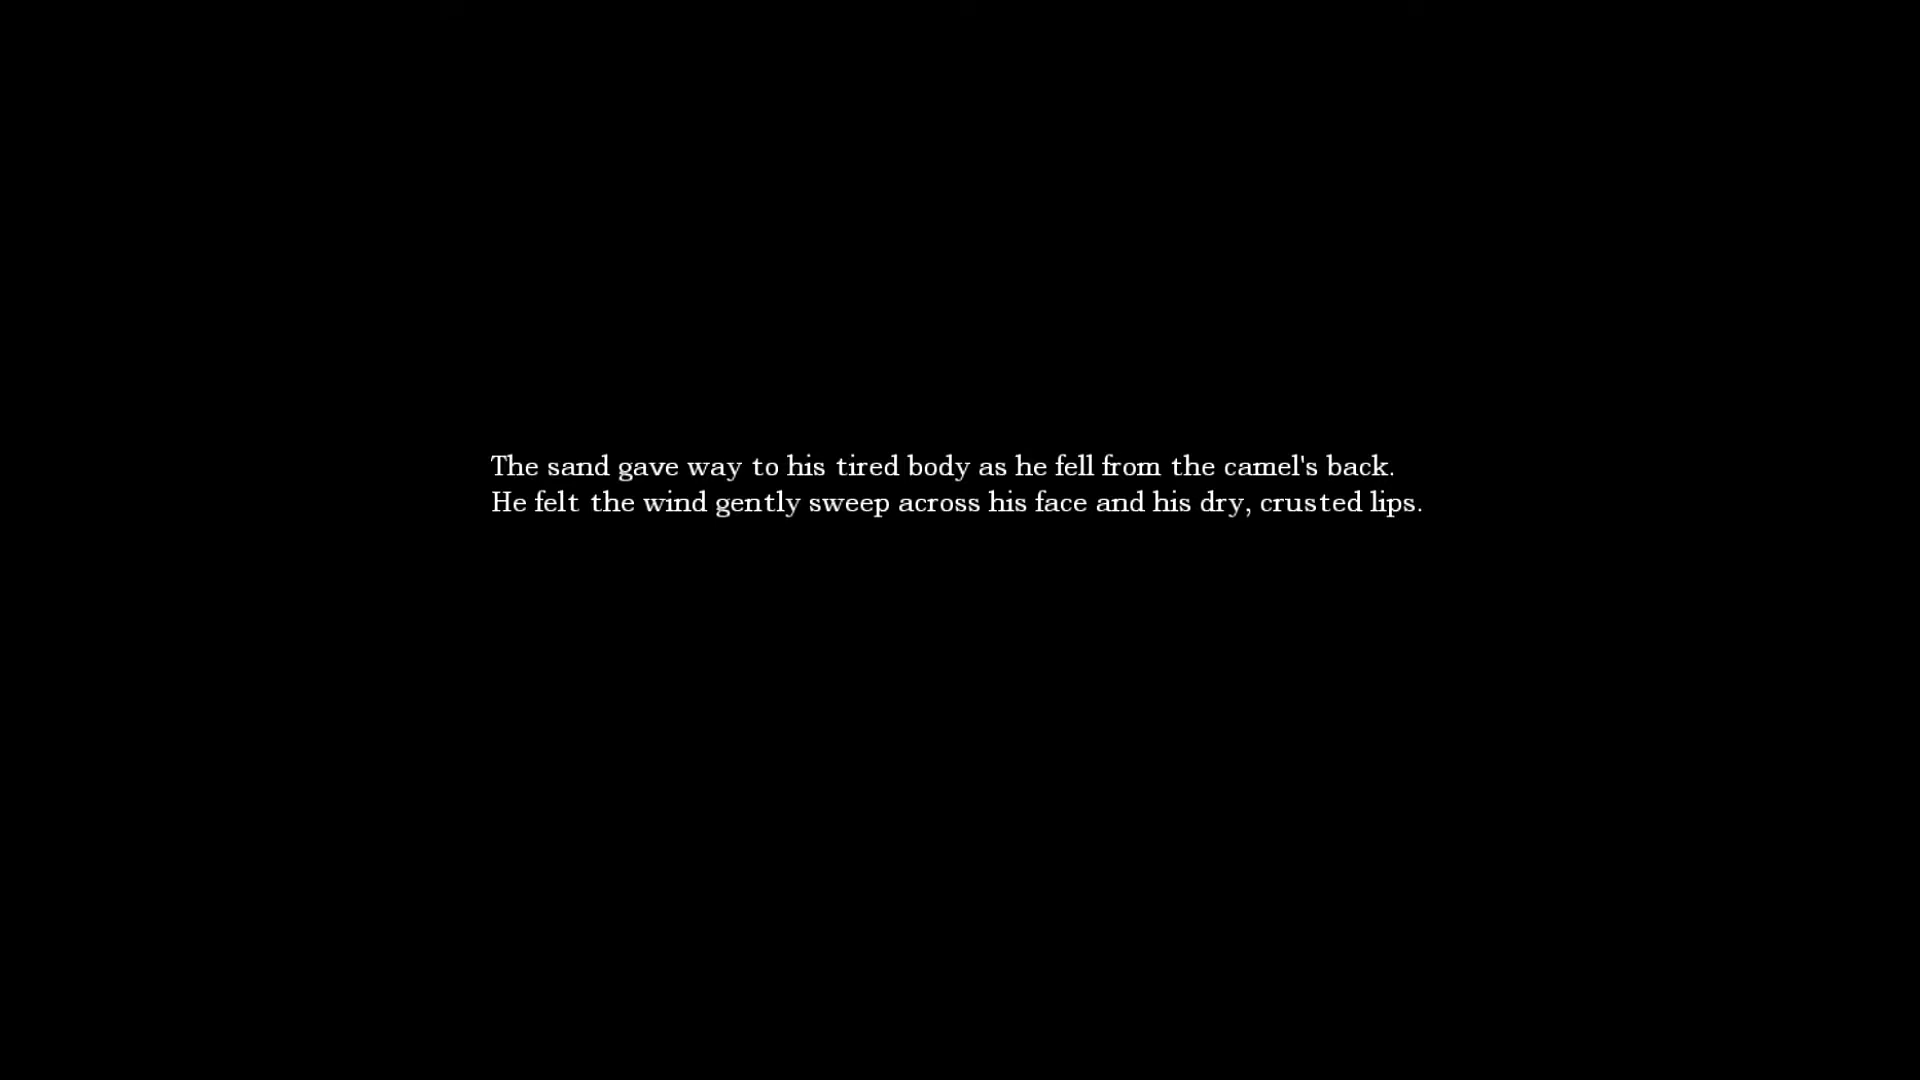 The sand gave way to his tired body as he fell from the camel's back.
He felt the wind gently sweep across his face and his dry, crusted lips.